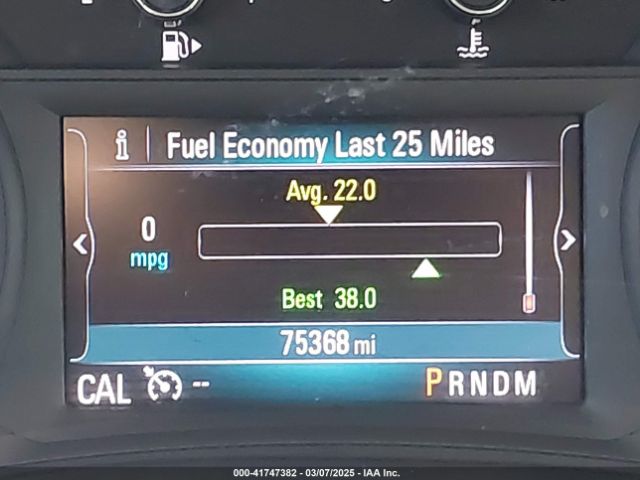 i Fuel Economy Last 25 Miles
Avg. 22.0
0
mpg
Best 38.0
75368 mi
CAL -- PRNDM
000-41747382 - 03/07/2025 - IAA Inc.